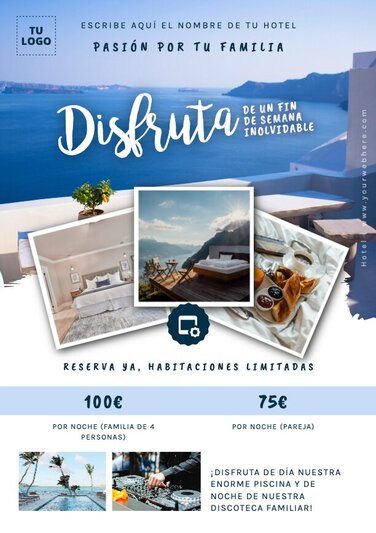 TU
LOGO
ESCRIBE AQUÍ EL NOMBRE DE TU HOTEL
PASIÓN POR TU FAMILIA
Disfruta
DE UN FIN
DE SEMANA
INOLVIDABLE
Hotel | www.yourwebhere.com
RESERVA YA, HABITACIONES LIMITADAS
100€
75€
POR NOCHE (FAMILIA DE 4
PERSONAS)
POR NOCHE (PAREJA)
¡DISFRUTA DE DÍA NUESTRA
ENORME PISCINA Y DE
NOCHE DE NUESTRA
DISCOTECA FAMILIAR!